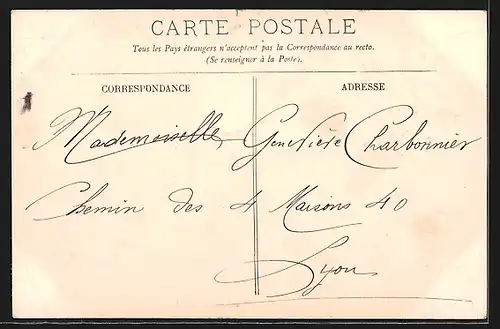 CARTE POSTALE
Tous les Pays étrangers n'acceptent pas la Correspondance au recto.
(Se renseigner à la Poste).
CORRESPONDANCE
ADRESSE
Mademoiselle Geneviève Charbonnier
Chemin des 4 Maisons 40
Lyon